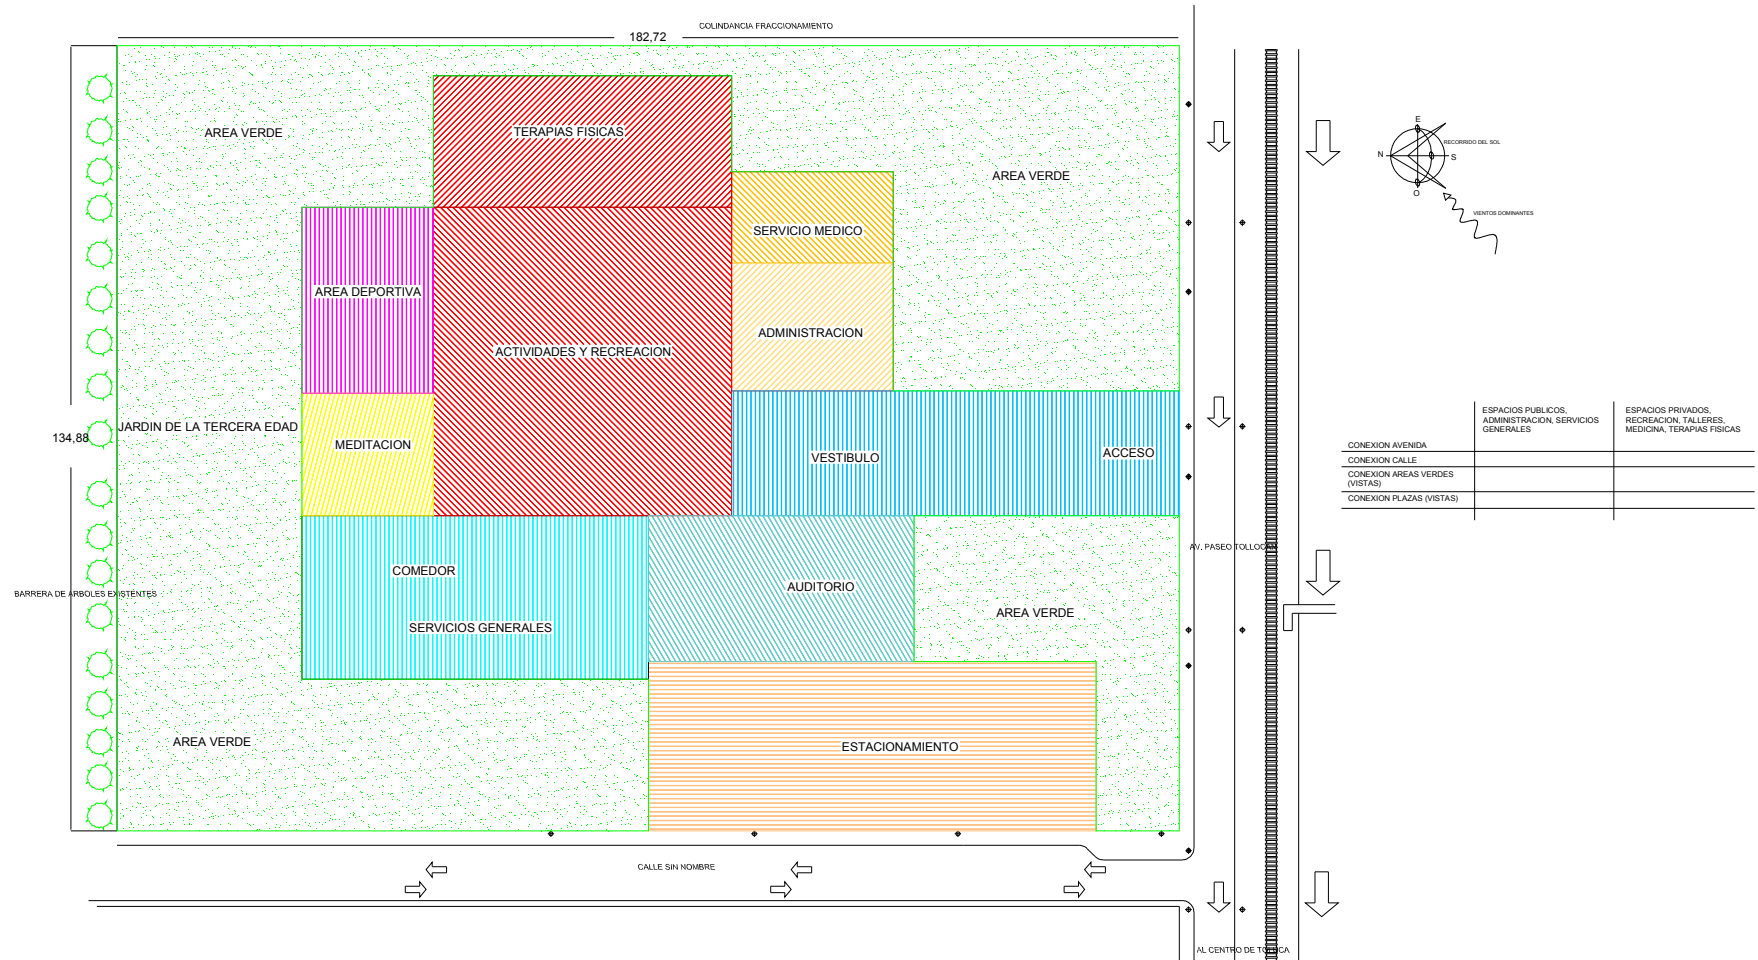 COLINDANCIA FRACCIONAMIENTO
182,72
AREA VERDE
TERAPIAS FISICAS
AREA VERDE
E
N
S
O
RECORRIDO DEL SOL
VIENTOS DOMINANTES
SERVICIO MEDICO
AREA DEPORTIVA
ADMINISTRACION
ACTIVIDADES Y RECREACION
134,88
JARDIN DE LA TERCERA EDAD
MEDITACION
VESTIBULO
ACCESO
ESPACIOS PUBLICOS,
ADMINISTRACION, SERVICIOS
GENERALES
ESPACIOS PRIVADOS,
RECREACION, TALLERES,
MEDICINA, TERAPIAS FISICAS
CONEXION AVENIDA
CONEXION CALLE
CONEXION AREAS VERDES
(VISTAS)
CONEXION PLAZAS (VISTAS)
AV. PASEO TOLLOCAN
COMEDOR
AUDITORIO
BARRERA DE ARBOLES EXISTENTES
SERVICIOS GENERALES
AREA VERDE
AREA VERDE
ESTACIONAMIENTO
CALLE SIN NOMBRE
AL CENTRO DE TOLUCA